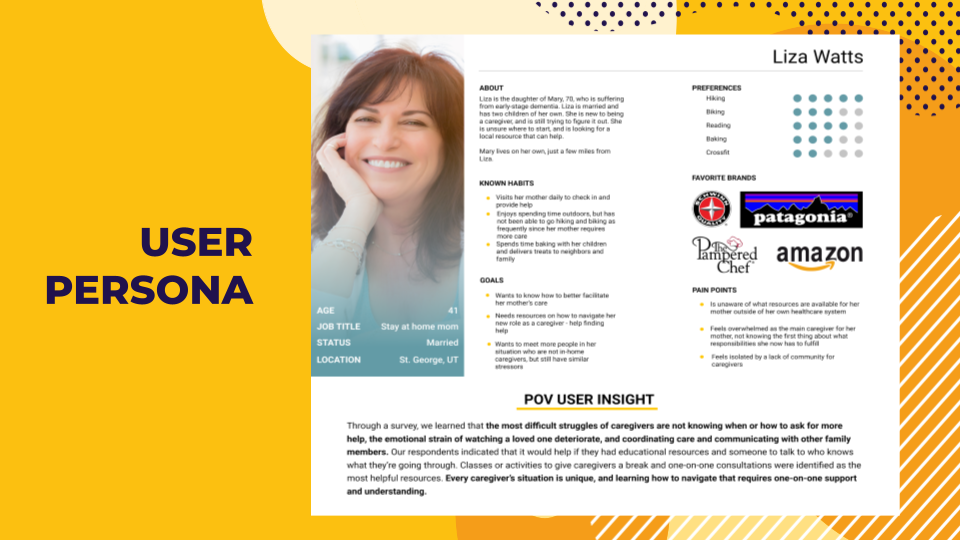 USER
PERSONA
AGE 41
JOB TITLE Stay at home mom
STATUS Married
LOCATION St. George, UT
Liza Watts
ABOUT
Liza is the daughter of Mary, 70, who is suffering
from early-stage dementia. Liza is married and
has two children of her own. She is new to being
a caregiver, and is still trying to figure it out. She
is unsure where to start, and is looking for a
local resource that can help.
Mary lives on her own, just a few miles from
Liza.
KNOWN HABITS
Visits her mother daily to check in and
provide help
Enjoys spending time outdoors, but has
not been able to go hiking and biking as
frequently since her mother requires
more care
Spends time baking with her children
and delivers treats to neighbors and
family
GOALS
Wants to know how to better facilitate
her mother's care
Needs resources on how to navigate her
new role as a caregiver - help finding
help
Wants to meet more people in her
situation who are not in-home
caregivers, but still have similar
stressors
PREFERENCES
Hiking
Biking
Reading
Baking
Crossfit
FAVORITE BRANDS
SCHWINN
QUALITY
patagonia®
The
Pampered
Chef
amazon
PAIN POINTS
Is unaware of what resources are available for her
mother outside of her own healthcare system
Feels overwhelmed as the main caregiver for her
mother, not knowing the first thing about what
responsibilities she now has to fulfill
Feels isolated by a lack of community for
caregivers
POV USER INSIGHT
Through a survey, we learned that the most difficult struggles of caregivers are not knowing when or how to ask for more
help, the emotional strain of watching a loved one deteriorate, and coordinating care and communicating with other family
members. Our respondents indicated that it would help if they had educational resources and someone to talk to who knows
what they're going through. Classes or activities to give caregivers a break and one-on-one consultations were identified as the
most helpful resources. Every caregiver's situation is unique, and learning how to navigate that requires one-on-one support
and understanding.